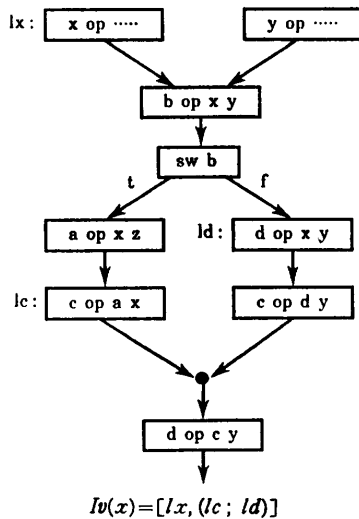 lx: x op ····· y op ·····
b op x y
sw b
t f
a op x z ld: d op x y
lc: c op a x c op d y
d op c y
Iv(x)=[lx, (lc ; ld)]